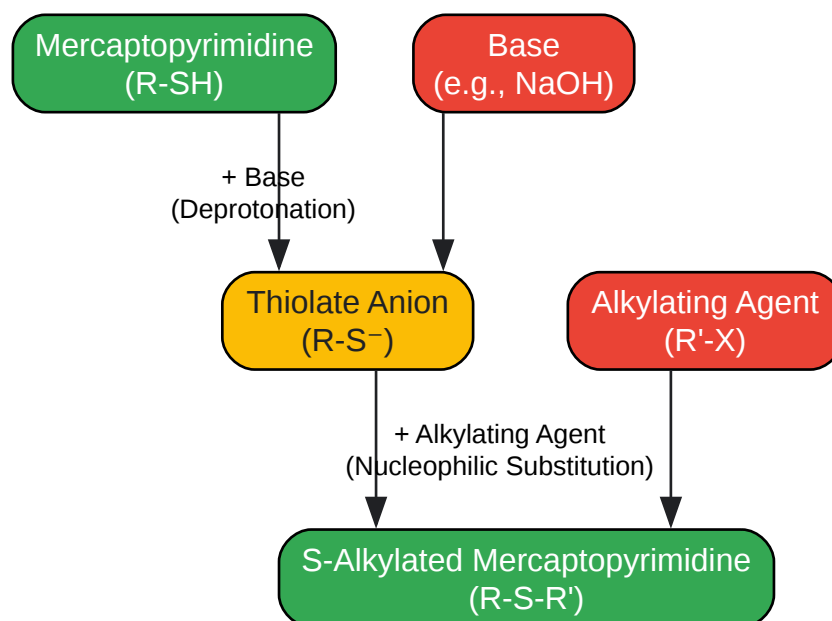 Mercaptopyrimidine
(R-SH)
Base
(e.g., NaOH)
+ Base
(Deprotonation)
Thiolate Anion
(R-S⁻)
Alkylating Agent
(R'-X)
+ Alkylating Agent
(Nucleophilic Substitution)
S-Alkylated Mercaptopyrimidine
(R-S-R')